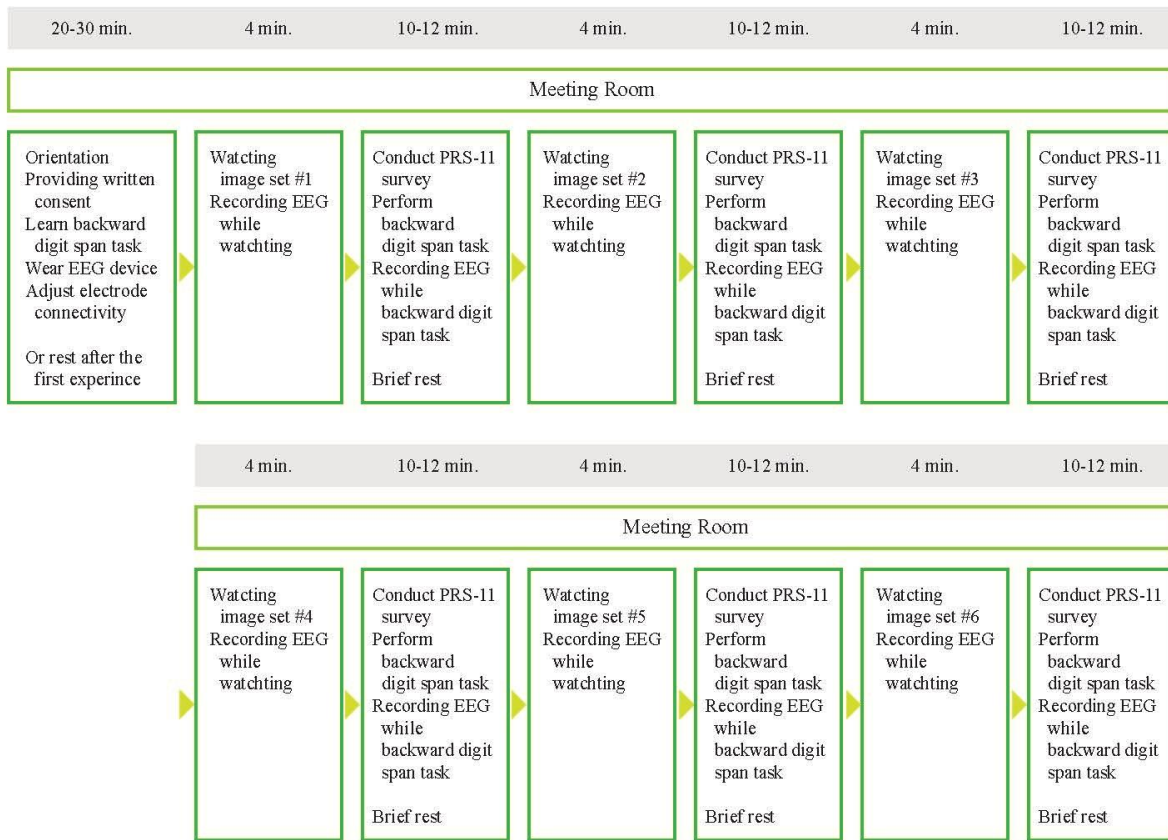 20-30 min.
4 min.
10-12 min.
4 min.
10-12 min.
4 min.
10-12 min.
Meeting Room
Orientation
Providing written
consent
Learn backward
digit span task
Wear EEG device
Adjust electrode
connectivity
Or rest after the
first experince
Watcting
image set #1
Recording EEG
while
watchting
Conduct PRS-11
survey
Perform
backward
digit span task
Recording EEG
while
backward digit
span task
Brief rest
Watcting
image set #2
Recording EEG
while
watchting
Conduct PRS-11
survey
Perform
backward
digit span task
Recording EEG
while
backward digit
span task
Brief rest
Watcting
image set #3
Recording EEG
while
watchting
Conduct PRS-11
survey
Perform
backward
digit span task
Recording EEG
while
backward digit
span task
Brief rest
4 min.
10-12 min.
4 min.
10-12 min.
4 min.
10-12 min.
Meeting Room
Watcting
image set #4
Recording EEG
while
watchting
Conduct PRS-11
survey
Perform
backward
digit span task
Recording EEG
while
backward digit
span task
Brief rest
Watcting
image set #5
Recording EEG
while
watchting
Conduct PRS-11
survey
Perform
backward
digit span task
Recording EEG
while
backward digit
span task
Brief rest
Watcting
image set #6
Recording EEG
while
watchting
Conduct PRS-11
survey
Perform
backward
digit span task
Recording EEG
while
backward digit
span task
Brief rest